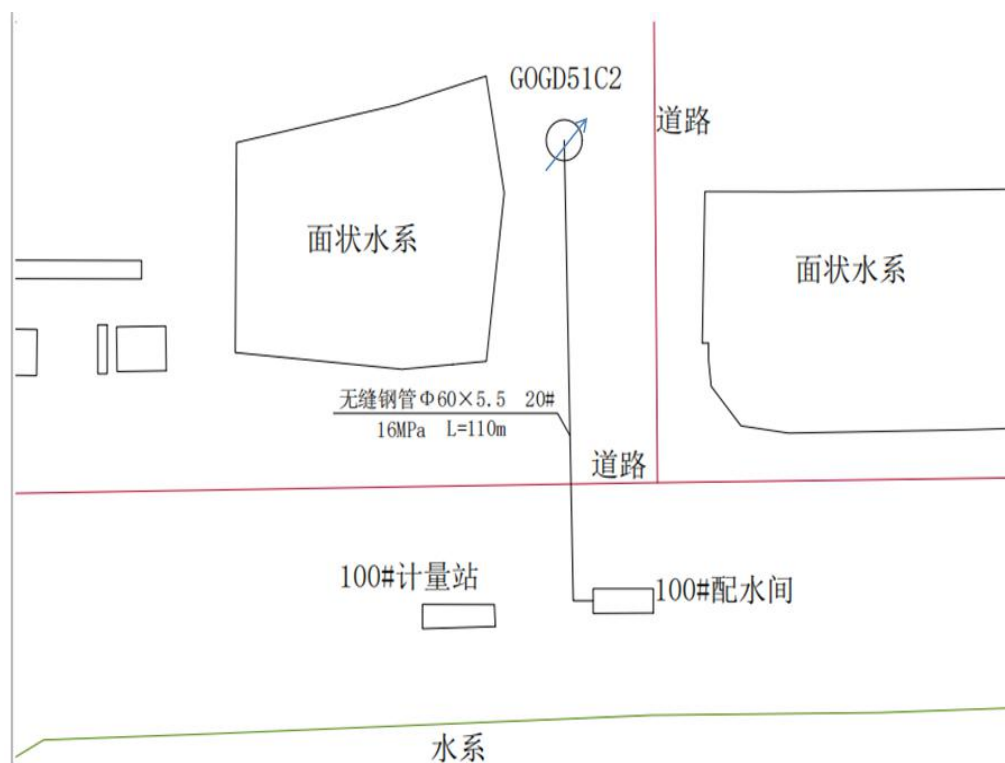 GOGD51C2
道路
面状水系
面状水系
无缝钢管Φ60×5.5 20#
16MPa L=110m
道路
100#计量站
100#配水间
水系